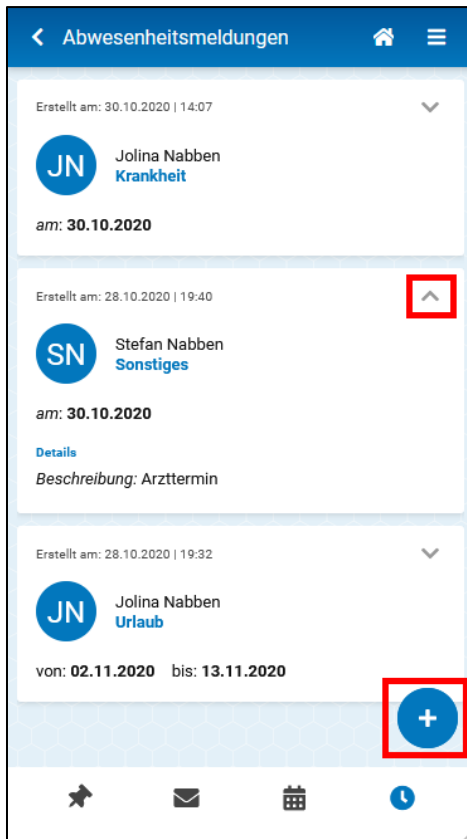 Abwesenheitsmeldungen
Erstellt am: 30.10.2020 | 14:07
JN
Jolina Nabben
Krankheit
am: 30.10.2020
Erstellt am: 28.10.2020 | 19:40
SN
Stefan Nabben
Sonstiges
am: 30.10.2020
Details
Beschreibung: Arzttermin
Erstellt am: 28.10.2020 | 19:32
JN
Jolina Nabben
Urlaub
von: 02.11.2020 bis: 13.11.2020
+